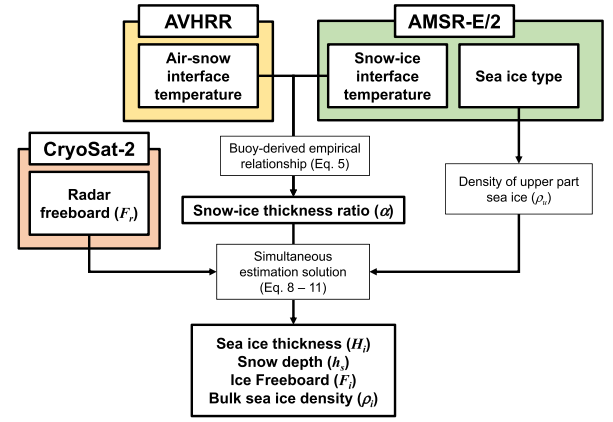 AVHRR
Air-snow
interface
temperature
AMSR-E/2
Snow-ice
interface
temperature
Sea ice type
CryoSat-2
Radar
freeboard (Fr)
Buoy-derived empirical
relationship (Eq. 5)
Density of upper part
sea ice (ρu)
Snow-ice thickness ratio (α)
Simultaneous
estimation solution
(Eq. 8 – 11)
Sea ice thickness (Hi)
Snow depth (hs)
Ice Freeboard (Fi)
Bulk sea ice density (ρi)